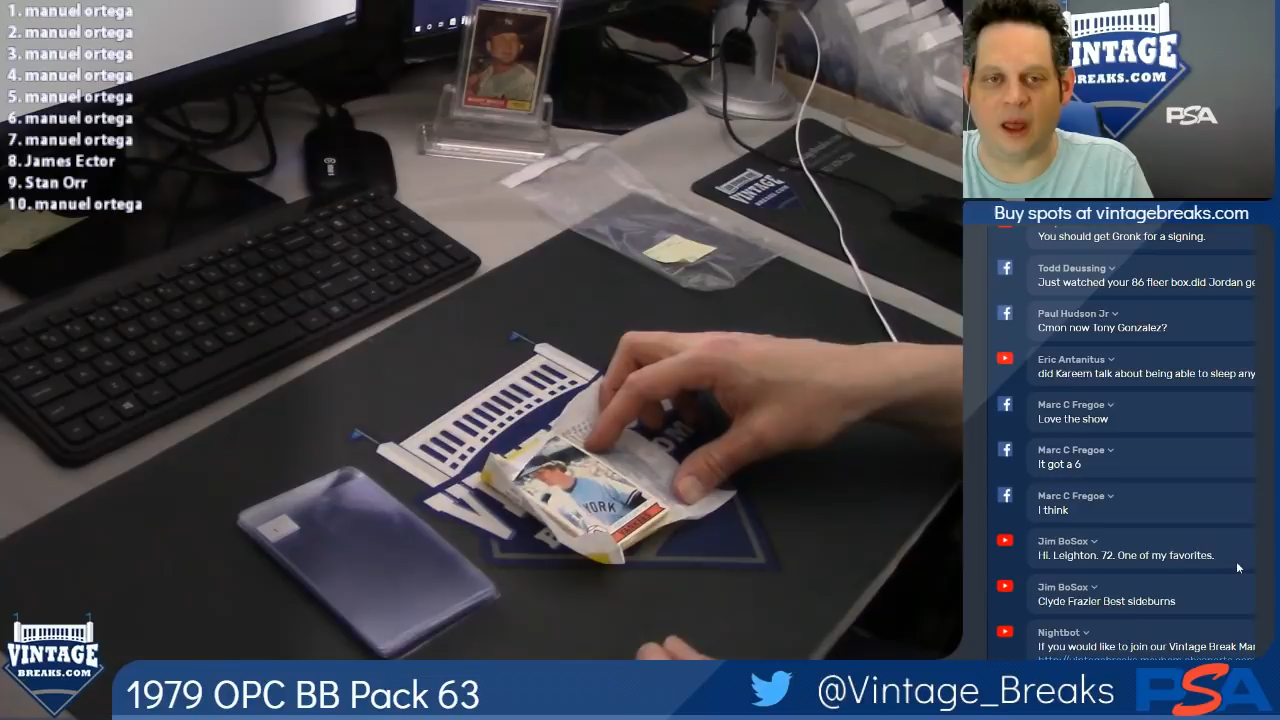 1. manuel ortega
2. manuel ortega
3. manuel ortega
4. manuel ortega
5. manuel ortega
6. manuel ortega
7. manuel ortega
8. James Ector
9. Stan Orr
10. manuel ortega
VINTAGE
BREAKS.COM
PSA
VINTAGE
Buy spots at vintagebreaks.com
You should get Gronk for a signing.
Todd Deussing
Just watched your 86 fleer box.did Jordan ge
Paul Hudson Jr
Cmon now Tony Gonzalez?
Eric Antanitus
did Kareem talk about being able to sleep any
Marc C Fregoe
Love the show
Marc C Fregoe
It got a 6
Marc C Fregoe
I think
Jim BoSox
Hi. Leighton. 72. One of my favorites.
Jim BoSox
Clyde Frazier Best sideburns
Nightbot
If you would like to join our Vintage Break Mar
YORK
VINTAGE
BREAKS.COM
1979 OPC BB Pack 63
@Vintage_Breaks
PSA